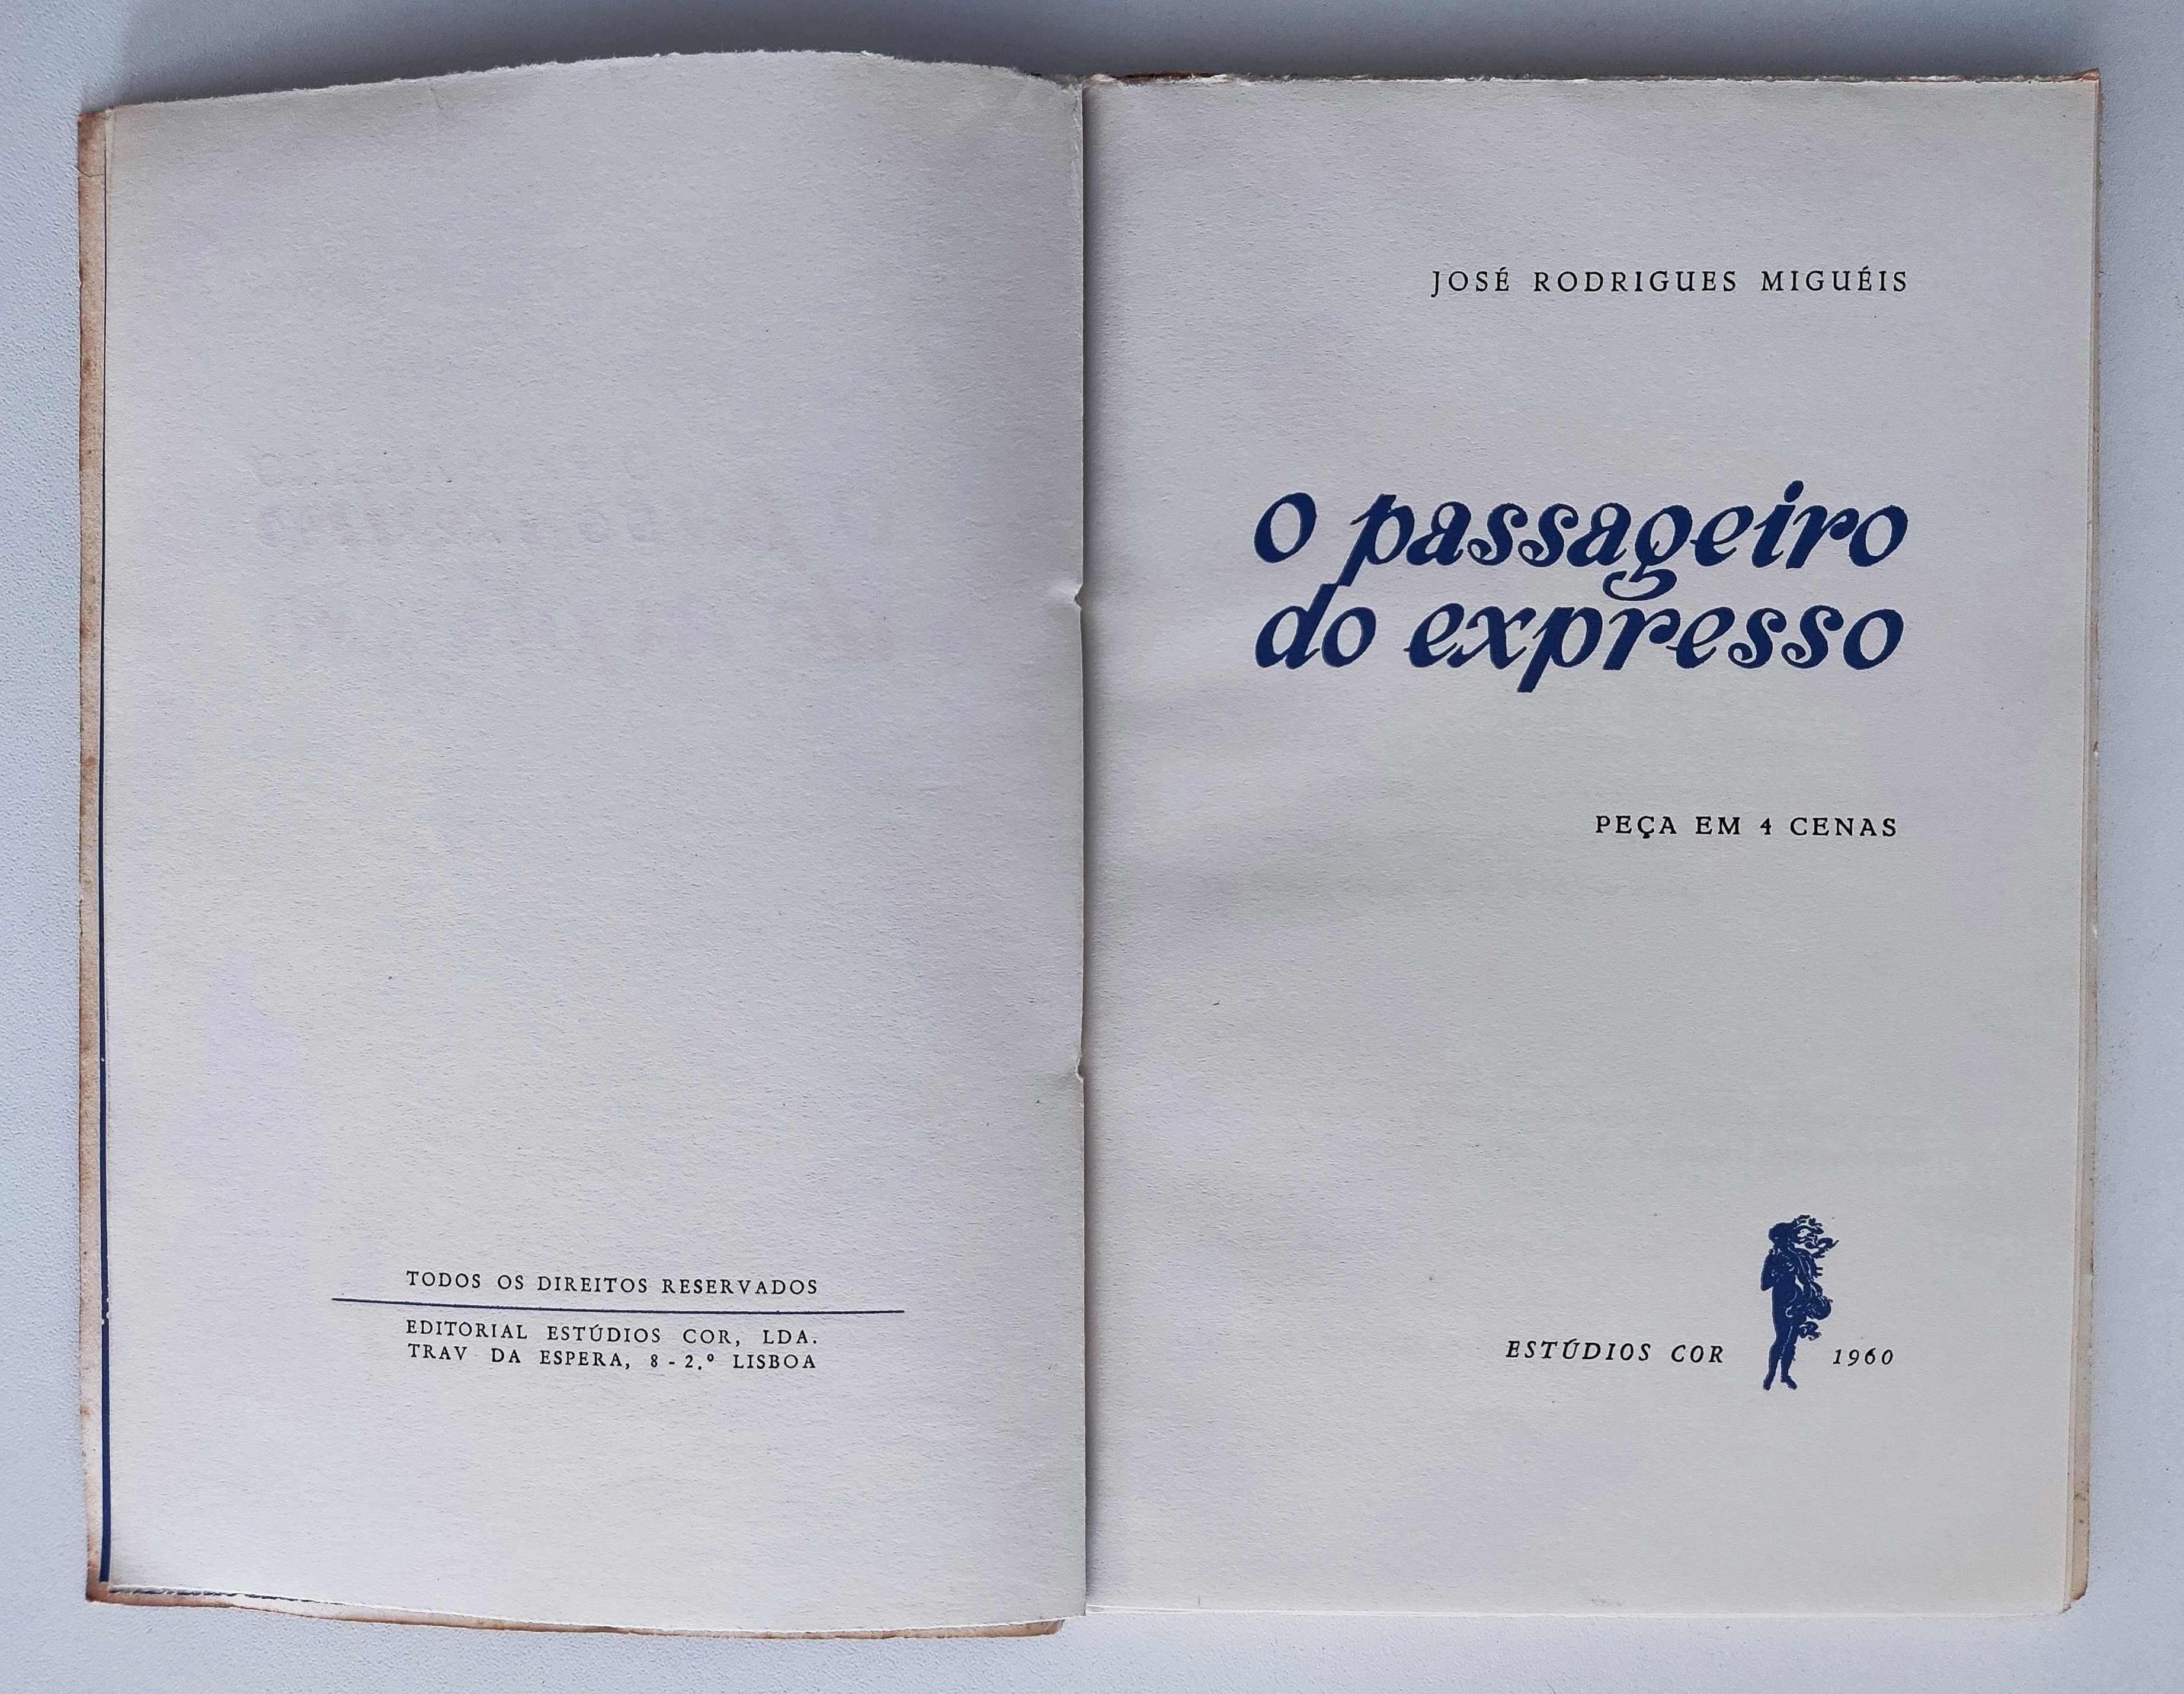 TODOS OS DIREITOS RESERVADOS
EDITORIAL ESTÚDIOS COR, LDA.
TRAV DA ESPERA, 8 - 2.º LISBOA
JOSÉ RODRIGUES MIGUÉIS
o passageiro
do expresso
PEÇA EM 4 CENAS
ESTÚDIOS COR 1960